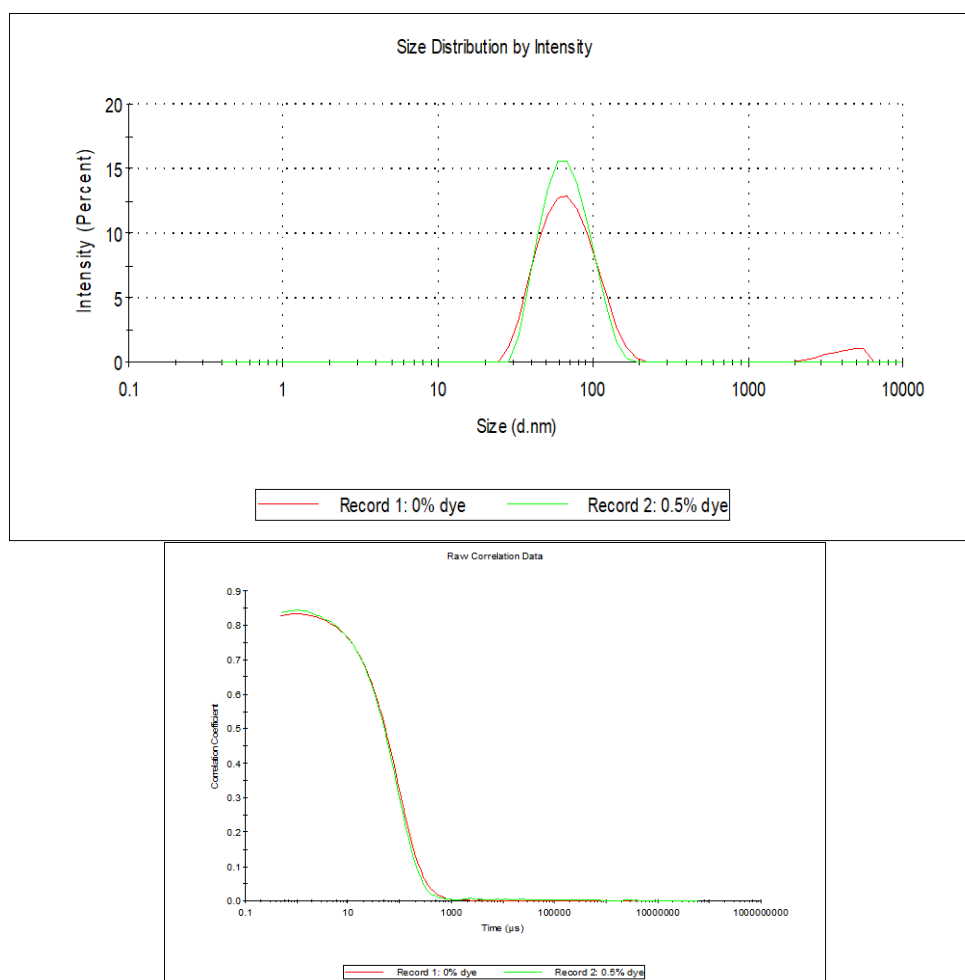 Size Distribution by Intensity
20
15
10
5
0
Intensity (Percent)
0.1 1 10 100 1000 10000
Size (d.nm)
Record 1: 0% dye Record 2: 0.5% dye
Raw Correlation Data
0.9
0.8
0.7
0.6
0.5
0.4
0.3
0.2
0.1
0.0
Correlation Coefficient
0.1 10 1000 100000 10000000 1000000000
Time (µs)
Record 1: 0% dye Record 2: 0.5% dye